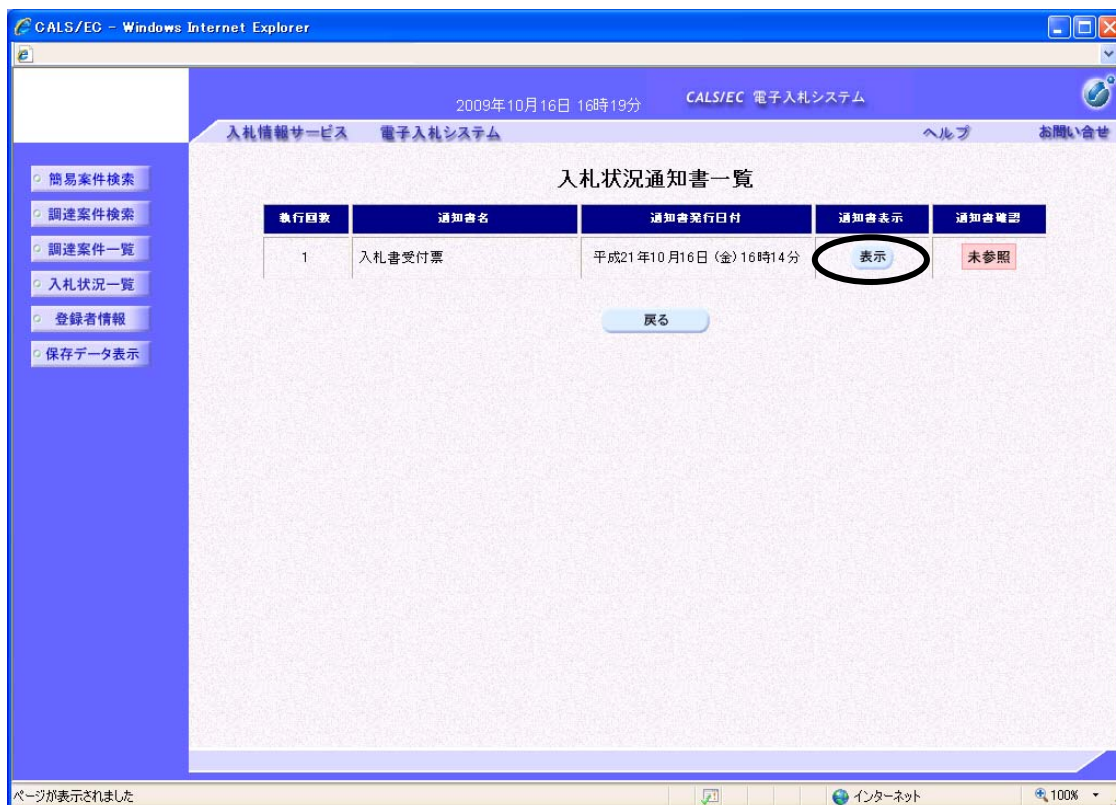 CALS/EC - Windows Internet Explorer
2009年10月16日 16時19分
CALS/EC 電子入札システム
入札情報サービス 電子入札システム ヘルプ お問い合せ
簡易案件検索
調達案件検索
調達案件一覧
入札状況一覧
登録者情報
保存データ表示
入札状況通知書一覧
執行回数 通知書名 通知書発行日付 通知書表示 通知書確認
1 入札書受付票 平成21年10月16日（金）16時14分 表示 未参照
戻る
ページが表示されました インターネット 100%